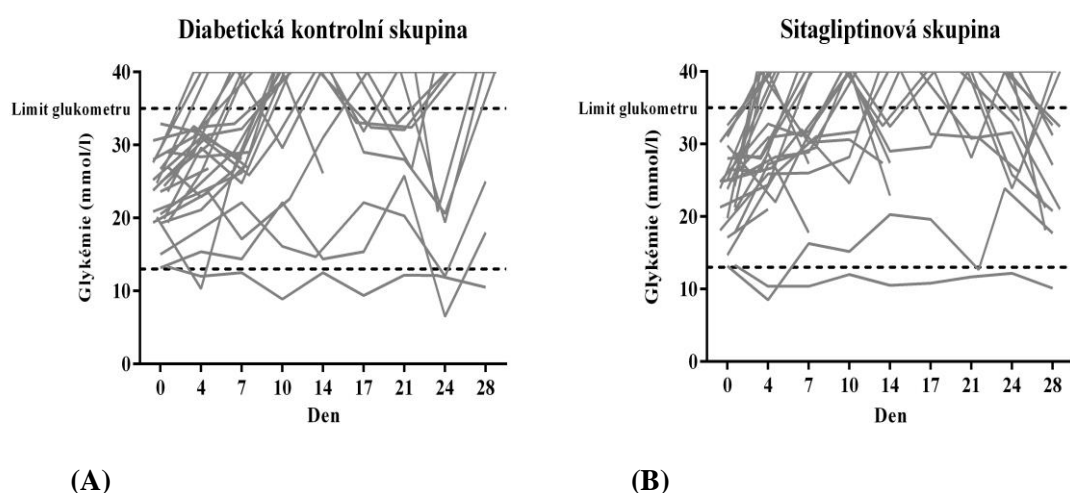 Diabetická kontrolní skupina
40
Limit glukometru
30
20
10
0
Glykémie (mmol/l)
0 4 7 10 14 17 21 24 28
Den
(A)
Sitagliptinová skupina
40
Limit glukometru
30
20
10
0
Glykémie (mmol/l)
0 4 7 10 14 17 21 24 28
Den
(B)